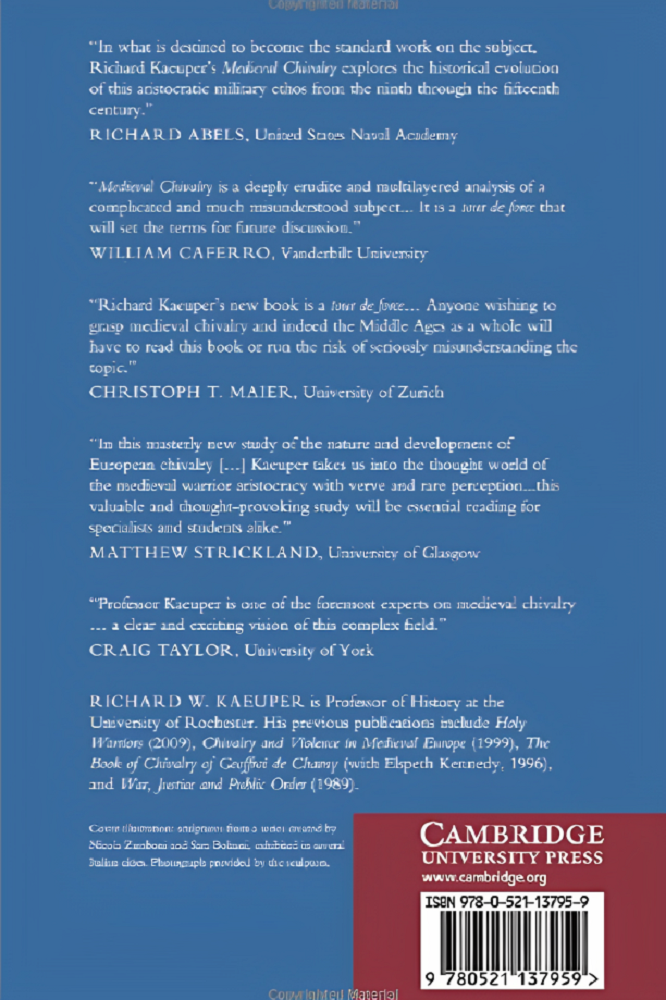 Copyrighted Material
"In what is destined to become the standard work on the subject,
Richard Kaeuper's Medieval Chivalry explores the historical evolution
of this aristocratic military ethos from the ninth through the fifteenth
century."
RICHARD ABELS, United States Naval Academy
"Medieval Chivalry is a deeply erudite and multilayered analysis of a
complicated and much misunderstood subject... It is a tour de force that
will set the terms for future discussion."
WILLIAM CAFERRO, Vanderbilt University
"Richard Kaeuper's new book is a tour de force... Anyone wishing to
grasp medieval chivalry and indeed the Middle Ages as a whole will
have to read this book or run the risk of seriously misunderstanding the
topic."
CHRISTOPH T. MAIER, University of Zurich
"In this masterly new study of the nature and development of
European chivalry [...] Kaeuper takes us into the thought world of
the medieval warrior aristocracy with verve and rare perception...this
valuable and thought-provoking study will be essential reading for
specialists and students alike."
MATTHEW STRICKLAND, University of Glasgow
"Professor Kaeuper is one of the foremost experts on medieval chivalry
... a clear and exciting vision of this complex field."
CRAIG TAYLOR, University of York
RICHARD W. KAEUPER is Professor of History at the
University of Rochester. His previous publications include Holy
Warriors (2009), Chivalry and Violence in Medieval Europe (1999), The
Book of Chivalry of Geoffroi de Charny (with Elspeth Kennedy, 1996),
and War, Justice and Public Order (1989).
Cover illustration: sculptures from a series created by
Nicola Zamboni and Sara Bolzani, exhibited in several
Italian cities. Photograph provided by the sculptors.
CAMBRIDGE
UNIVERSITY PRESS
www.cambridge.org
ISBN 978-0-521-13795-9
9 780521 137959 >
Copyrighted Material